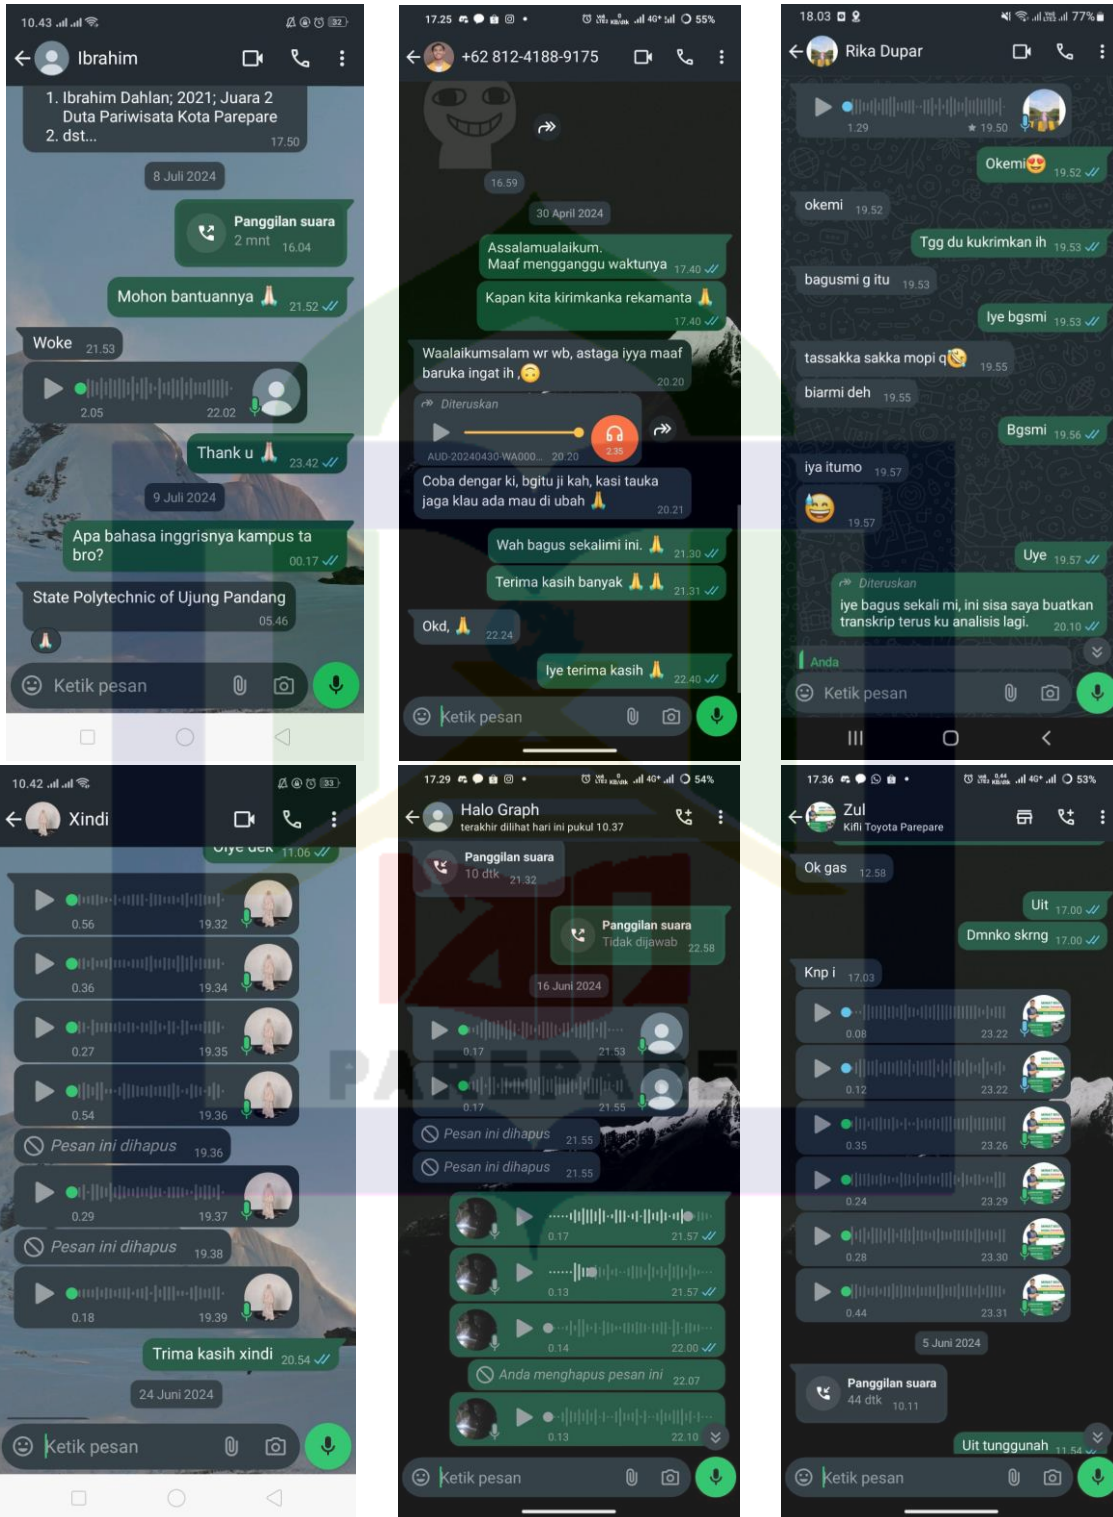 10.43
32
Ibrahim
1. Ibrahim Dahlan; 2021; Juara 2
Duta Pariwisata Kota Parepare
2. dst...
17.50
8 Juli 2024
Panggilan suara
2 mnt 16.04
Mohon bantuannya 🙏 21.52
Woke 21.53
2.05 22.02
Thank u 🙏 23.42
9 Juli 2024
Apa bahasa inggrisnya kampus ta
bro? 00.17
State Polytechnic of Ujung Pandang
05.46
🙏
Ketik pesan
17.25
4G+ 55%
+62 812-4188-9175
16.59
30 April 2024
Assalamualaikum.
Maaf mengganggu waktunya 17.40
Kapan kita kirimkanka rekamanta 🙏
17.40
Waalaikumsalam wr wb, astaga iyya maaf
baruka ingat ih ,🙃
20.20
Diteruskan
2.35
AUD-20240430-WA000... 20.20
Coba dengar ki, bgitu ji kah, kasi tauka
jaga klau ada mau di ubah 🙏
20.21
Wah bagus sekalimi ini. 🙏 21.30
Terima kasih banyak 🙏 🙏 21.31
Okd, 🙏 22.24
Iye terima kasih 🙏 22.40
Ketik pesan
18.03
77%
Rika Dupar
1.29 ★ 19.50
Okemi😍 19.52
okemi 19.52
Tgg du kukrimkan ih 19.53
bagusmi g itu 19.53
Iye bgsmi 19.53
tassakka sakka mopi q🤣 19.55
biarmi deh 19.55
Bgsmi 19.56
iya itumo 19.57
😅
19.57
Uye 19.57
Diteruskan
iye bagus sekali mi, ini sisa saya buatkan
transkrip terus ku analisis lagi. 20.10
Anda
Ketik pesan
10.42
33
Xindi
Uiye dek 11.06
0.56 19.32
0.36 19.34
0.27 19.35
0.54 19.36
Pesan ini dihapus 19.36
0.29 19.37
Pesan ini dihapus 19.38
0.18 19.39
Trima kasih xindi 20.54
24 Juni 2024
Ketik pesan
17.29
4G+ 54%
Halo Graph
terakhir dilihat hari ini pukul 10.37
Panggilan suara
10 dtk 21.32
Panggilan suara
Tidak dijawab 22.58
16 Juni 2024
0.17 21.53
0.17 21.55
Pesan ini dihapus 21.55
Pesan ini dihapus 21.55
0.17 21.57
0.13 21.57
0.14 22.00
Anda menghapus pesan ini 22.07
0.13 22.10
Ketik pesan
17.36
4G+ 53%
Zul
Kifli Toyota Parepare
Ok gas 12.58
Uit 17.00
Dmnko skrng 17.00
Knp i 17.03
0.08 23.22
0.12 23.22
0.35 23.26
0.24 23.29
0.28 23.30
0.44 23.31
5 Juni 2024
Panggilan suara
44 dtk 10.11
Uit tunggunah 11.54
Ketik pesan
PAREPARE